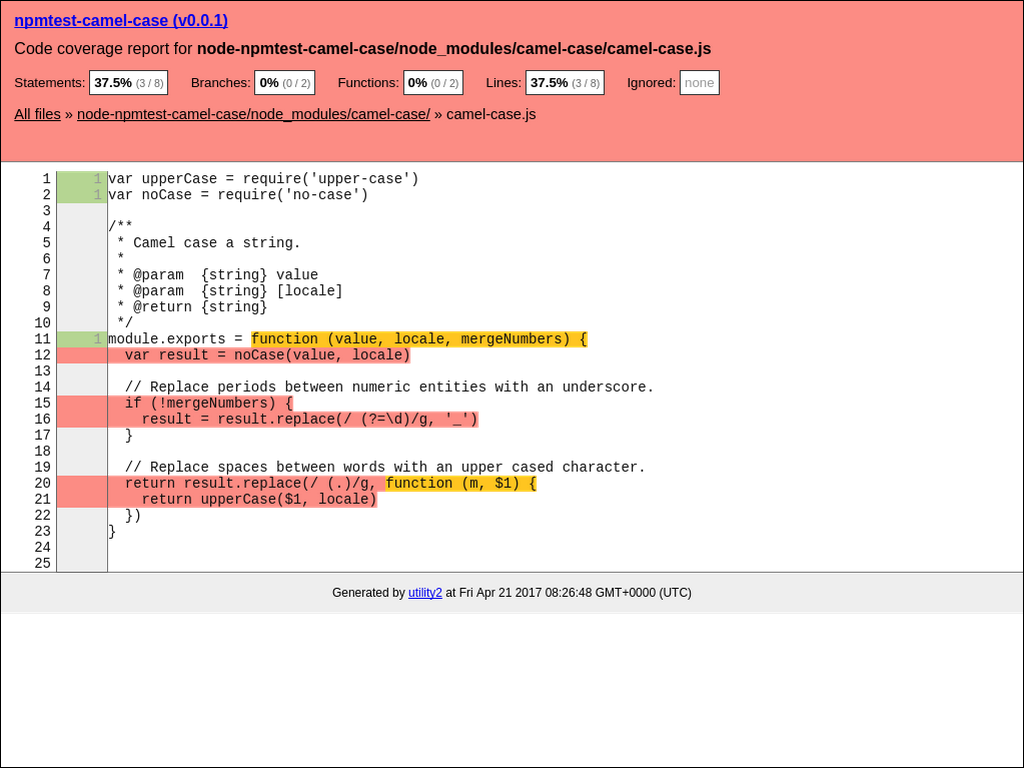 npmtest-camel-case (v0.0.1)
Code coverage report for node-npmtest-camel-case/node_modules/camel-case/camel-case.js
Statements: 37.5% (3 / 8) Branches: 0% (0 / 2) Functions: 0% (0 / 2) Lines: 37.5% (3 / 8) Ignored: none
All files » node-npmtest-camel-case/node_modules/camel-case/ » camel-case.js
1 1 var upperCase = require('upper-case')
2 1 var noCase = require('no-case')
3
4 /**
5  * Camel case a string.
6  *
7  * @param  {string} value
8  * @param  {string} [locale]
9  * @return {string}
10  */
11 1 module.exports = function (value, locale, mergeNumbers) {
12   var result = noCase(value, locale)
13
14   // Replace periods between numeric entities with an underscore.
15   if (!mergeNumbers) {
16     result = result.replace(/ (?=\d)/g, '_')
17   }
18
19   // Replace spaces between words with an upper cased character.
20   return result.replace(/ (.)/g, function (m, $1) {
21     return upperCase($1, locale)
22   })
23 }
24
25
Generated by utility2 at Fri Apr 21 2017 08:26:48 GMT+0000 (UTC)